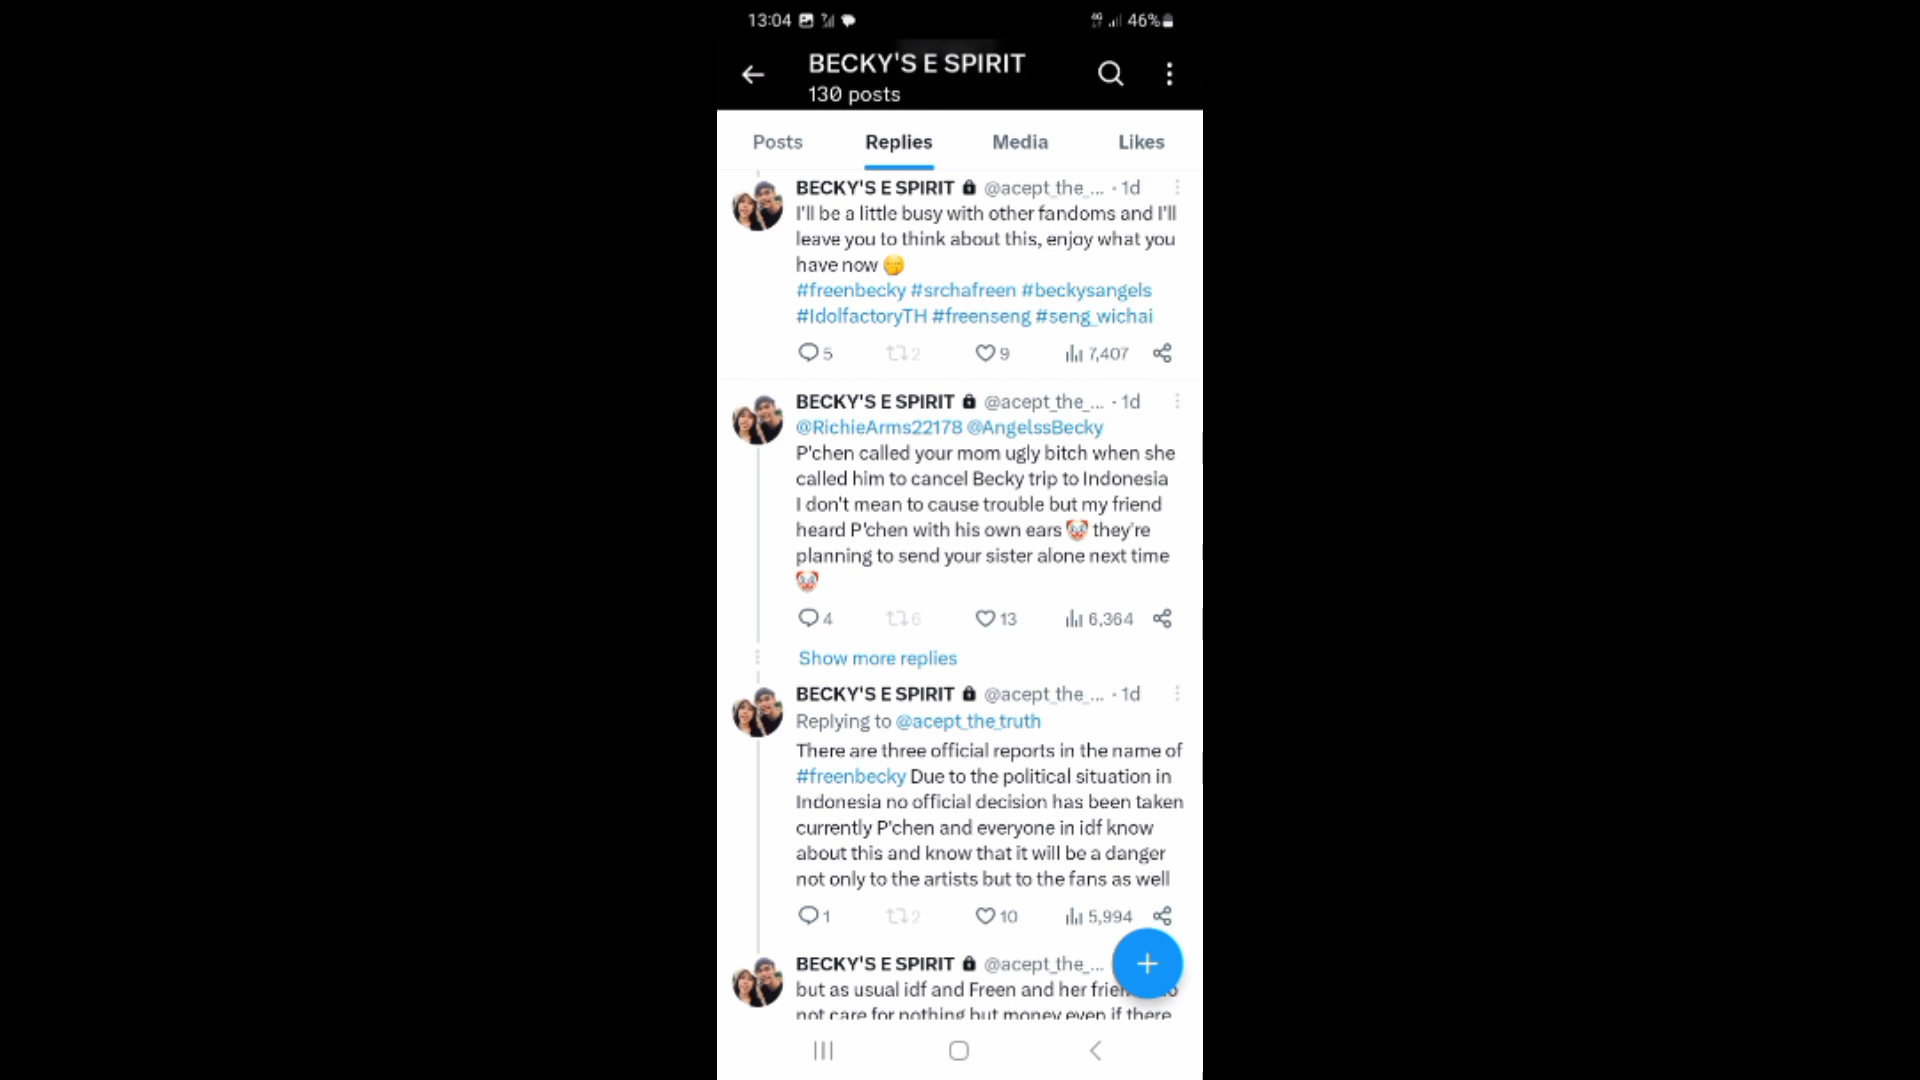 13:04 46%
BECKY'S E SPIRIT
130 posts
Posts Replies Media Likes
BECKY'S E SPIRIT @acept_the_... · 1d
I'll be a little busy with other fandoms and I'll
leave you to think about this, enjoy what you
have now 🤭
#freenbecky #srchafreen #beckysangels
#IdolfactoryTH #freenseng #seng_wichai
5 2 9 7,407
BECKY'S E SPIRIT @acept_the_... · 1d
@RichieArms22178 @AngelssBecky
P'chen called your mom ugly bitch when she
called him to cancel Becky trip to Indonesia
I don't mean to cause trouble but my friend
heard P'chen with his own ears 🤡 they're
planning to send your sister alone next time
🤡
4 6 13 6,364
Show more replies
BECKY'S E SPIRIT @acept_the_... · 1d
Replying to @acept_the_truth
There are three official reports in the name of
#freenbecky Due to the political situation in
Indonesia no official decision has been taken
currently P'chen and everyone in idf know
about this and know that it will be a danger
not only to the artists but to the fans as well
1 2 10 5,994
BECKY'S E SPIRIT @acept_the_...
but as usual idf and Freen and her
not care for nothing but money even if there